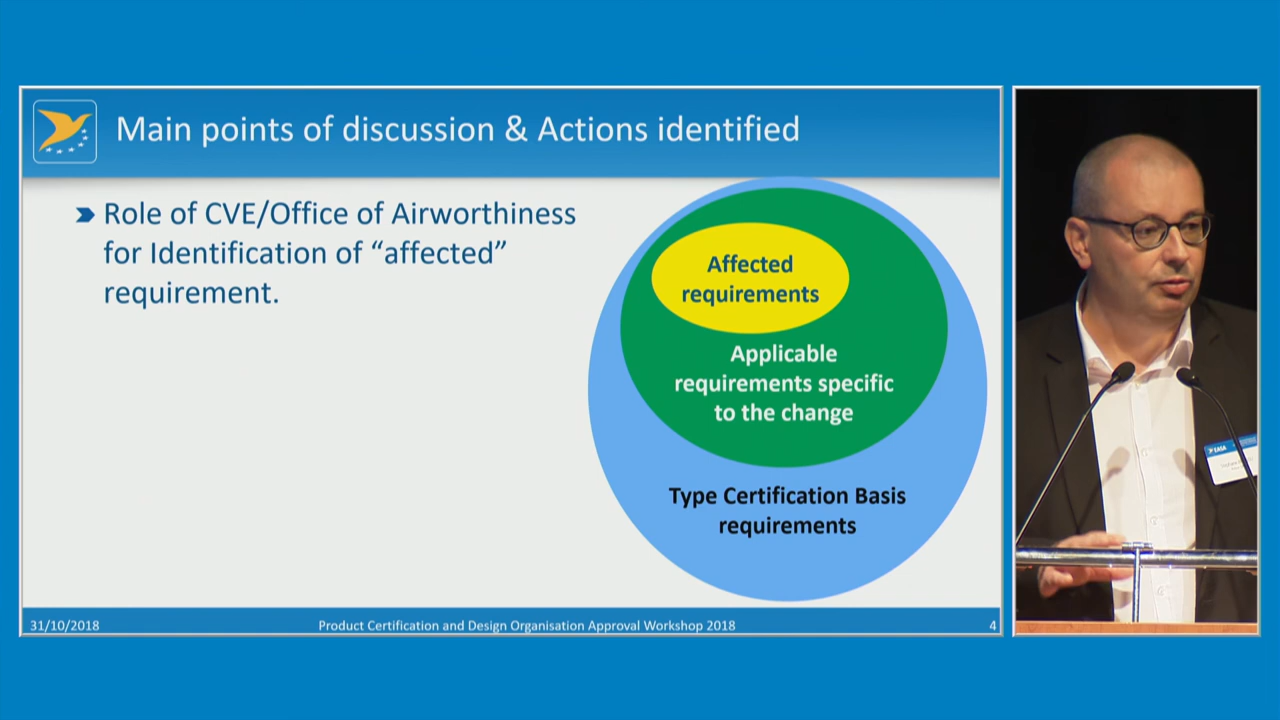 Main points of discussion & Actions identified
Role of CVE/Office of Airworthiness
for Identification of “affected”
requirement.
Affected
requirements
Applicable
requirements specific
to the change
Type Certification Basis
requirements
31/10/2018
Product Certification and Design Organisation Approval Workshop 2018
4
EASA